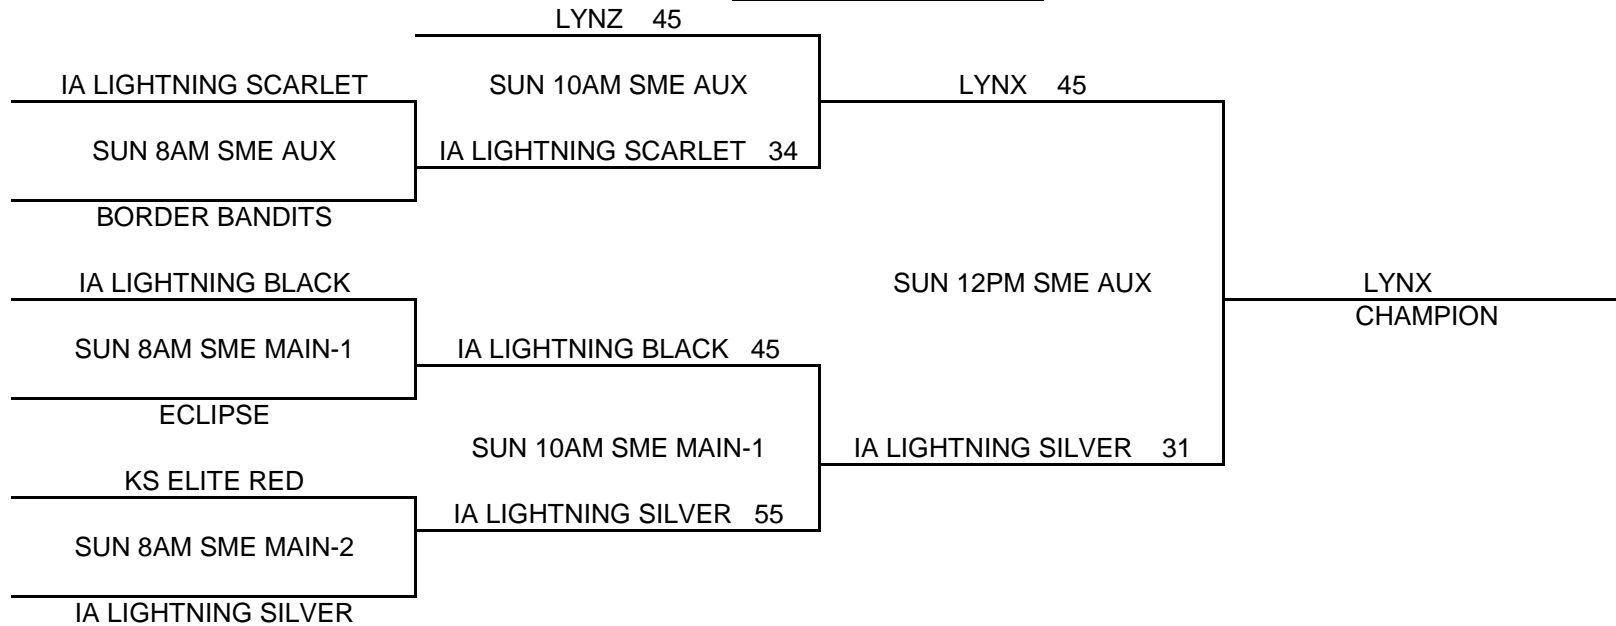 LYNZ 45
IA LIGHTNING SCARLET SUN 10AM SME AUX LYNX 45
SUN 8AM SME AUX IA LIGHTNING SCARLET 34
BORDER BANDITS
IA LIGHTNING BLACK SUN 12PM SME AUX LYNX
CHAMPION
SUN 8AM SME MAIN-1 IA LIGHTNING BLACK 45
ECLIPSE
SUN 10AM SME MAIN-1 IA LIGHTNING SILVER 31
KS ELITE RED
IA LIGHTNING SILVER 55
SUN 8AM SME MAIN-2
IA LIGHTNING SILVER